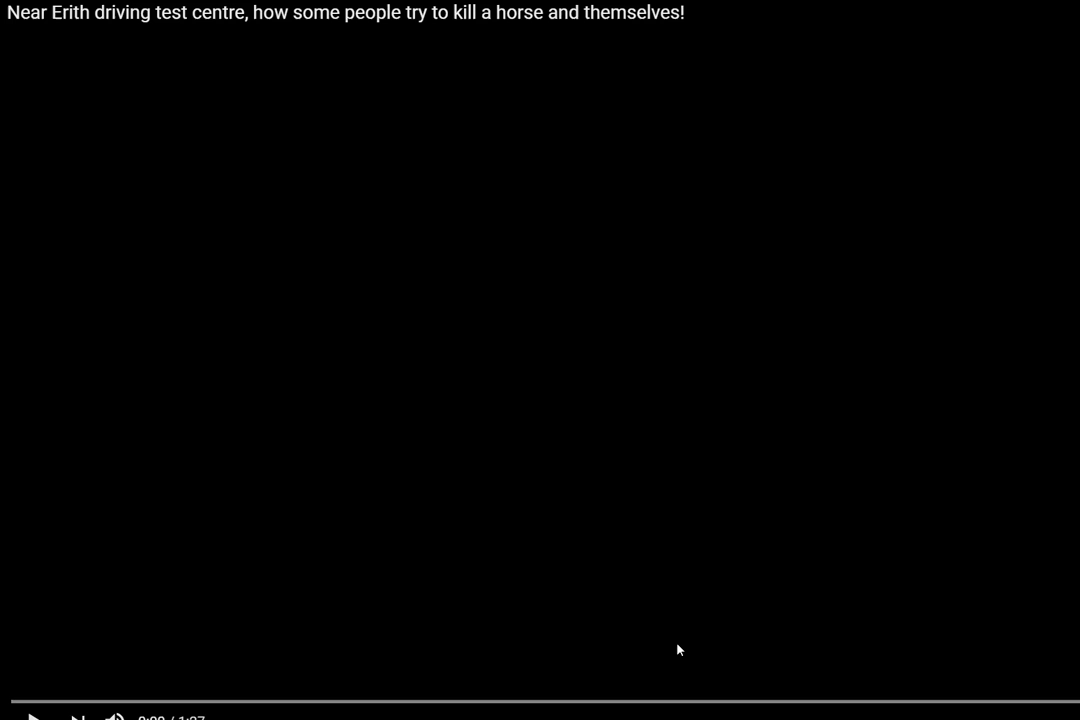 Near Erith driving test centre, how some people try to kill a horse and themselves!